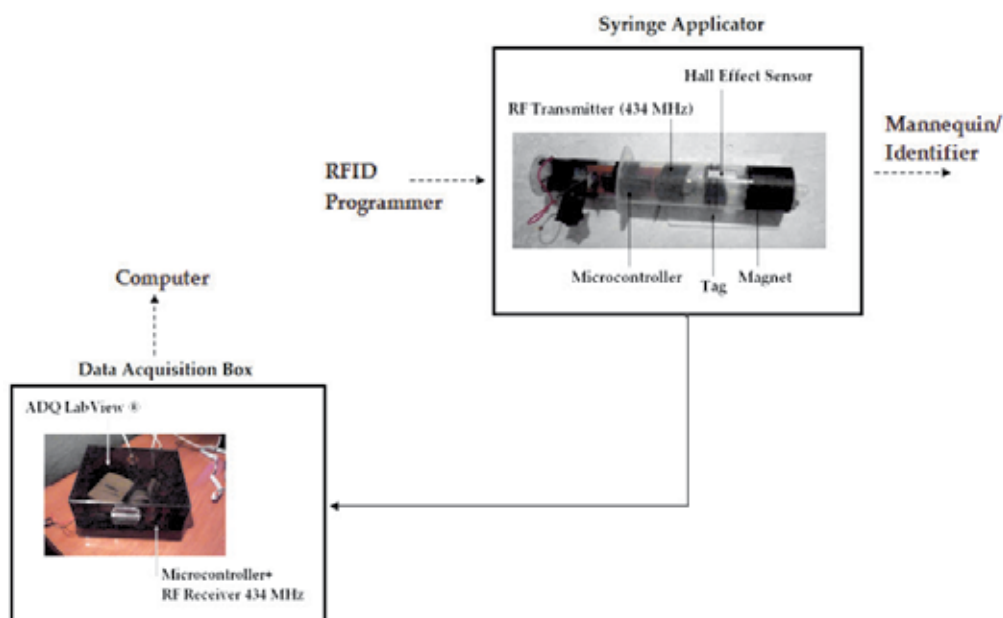 Syringe Applicator
Hall Effect Sensor
RF Transmitter (434 MHz)
Mannequin/
Identifier
RFID
Programmer
Microcontroller
Tag
Magnet
Computer
Data Acquisition Box
ADQ LabView ®
Microcontroller+
RF Receiver 434 MHz